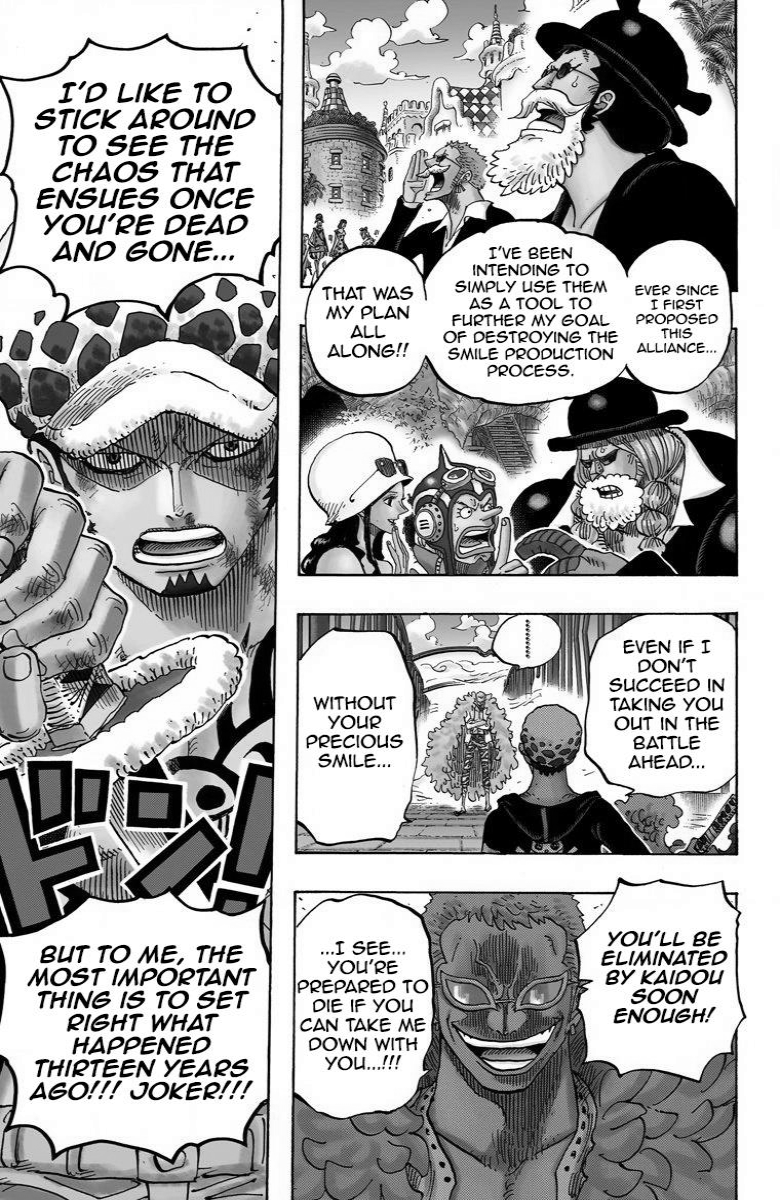 EVER SINCE
I FIRST
PROPOSED
THIS
ALLIANCE...
I'VE BEEN
INTENDING TO
SIMPLY USE THEM
AS A TOOL TO
FURTHER MY GOAL
OF DESTROYING THE
SMILE PRODUCTION
PROCESS.
THAT WAS
MY PLAN
ALL
ALONG!!
EVEN IF I
DON'T
SUCCEED IN
TAKING YOU
OUT IN THE
BATTLE
AHEAD...
WITHOUT
YOUR
PRECIOUS
SMILE...
YOU'LL BE
ELIMINATED
BY KAIDOU
SOON
ENOUGH!
...I SEE...
YOU'RE
PREPARED TO
DIE IF YOU
CAN TAKE ME
DOWN WITH
YOU...!!!
I'D LIKE TO
STICK AROUND
TO SEE THE
CHAOS THAT
ENSUES ONCE
YOU'RE DEAD
AND GONE...
ドン!
BUT TO ME, THE
MOST IMPORTANT
THING IS TO SET
RIGHT WHAT
HAPPENED
THIRTEEN YEARS
AGO!!! JOKER!!!